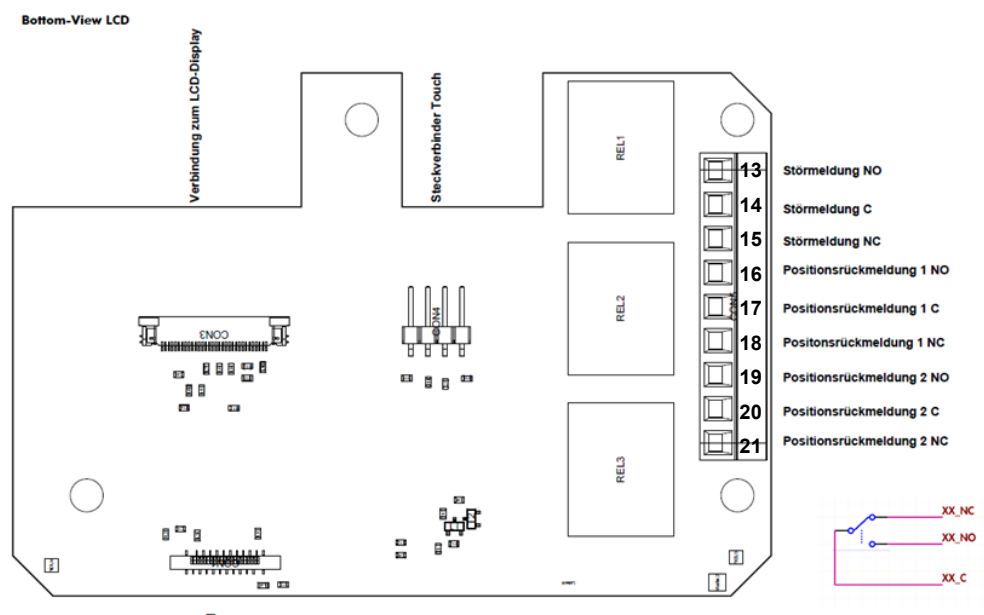 Bottom-View LCD
Verbindung zum LCD-Display
Steckverbinder Touch
REL1
13 Störmeldung NO
14 Störmeldung C
15 Störmeldung NC
16 Positionsrückmeldung 1 NO
REL2
CON5
17 Positionsrückmeldung 1 C
CON3
CON4
18 Positonsrückmeldung 1 NC
19 Positionsrückmeldung 2 NO
20 Positionsrückmeldung 2 C
21 Positionsrückmeldung 2 NC
REL3
XX_NC
XX_NO
XX_C